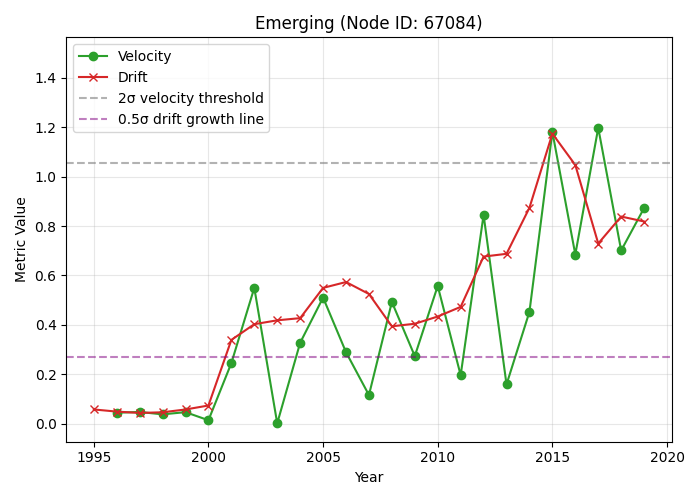 Emerging (Node ID: 67084)
Velocity
Drift
2σ velocity threshold
0.5σ drift growth line
Metric Value
1.4
1.2
1.0
0.8
0.6
0.4
0.2
0.0
1995 2000 2005 2010 2015 2020
Year